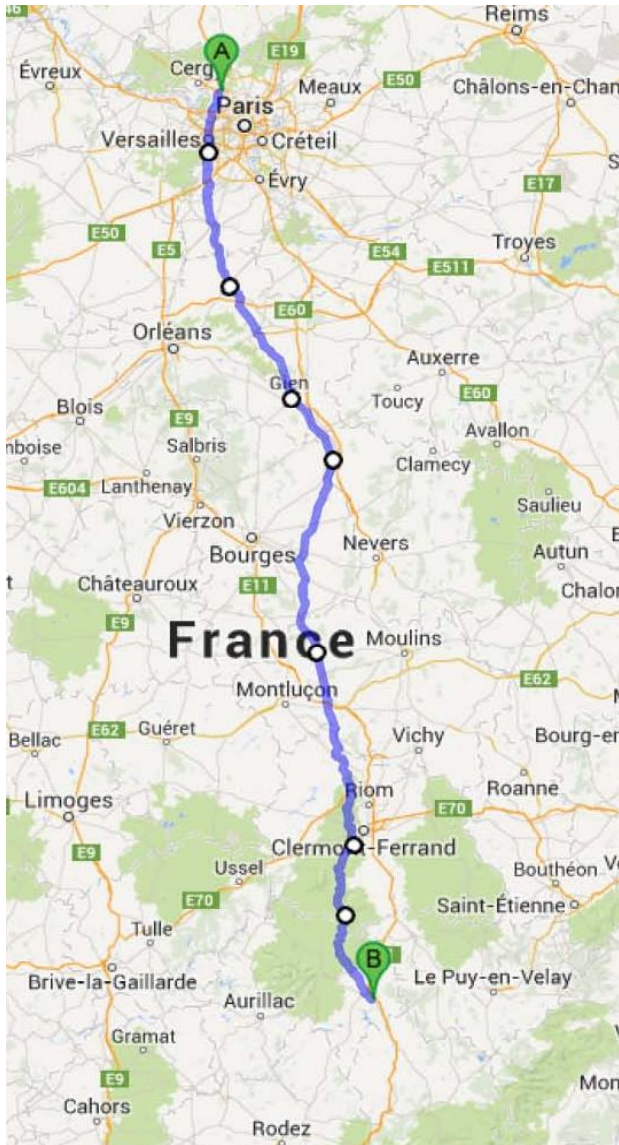 46
Reims
A
E19
Cerg
Évreux
E50
Meaux
Châlons-en-Chan
Paris
Versailles
Créteil
Évry
S
E17
E50
E5
E54
Troyes
E511
E60
Orléans
Auxerre
Gien
E60
Toucy
Blois
E9
Avallon
Salbris
nboise
Clamecy
E604
Lanthenay
Saulieu
Vierzon
Bourges
Nevers
E
Autun
t
Châteauroux
E11
Chalon
E9
France
Moulins
E62
Montluçon
M
E62
Guéret
Vichy
Bellac
Bourg-en
Riom
Roanne
Limoges
E70
Clermont-Ferrand
E9
Ussel
Bouthéon
V
E70
Saint-Étienne
Tulle
B
Brive-la-Gaillarde
Le Puy-en-Velay
Aurillac
Gramat
V
E9
Mon
Cahors
Rodez